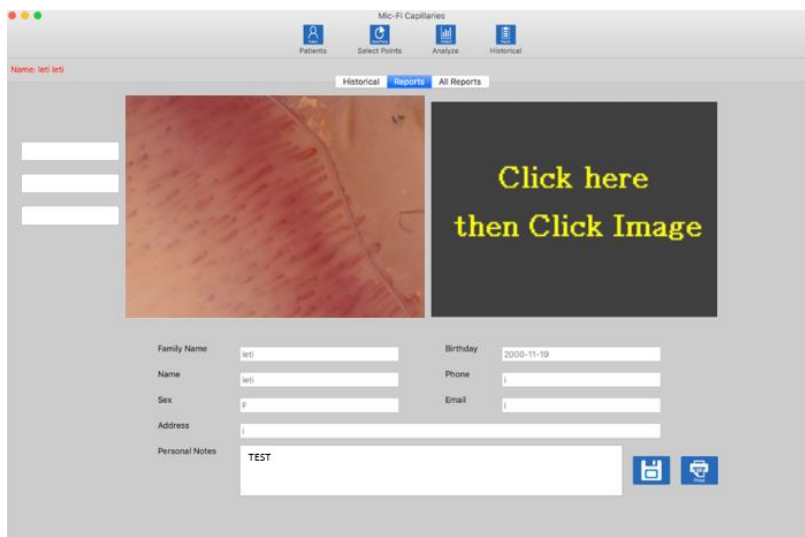 Mic-Fi Capillaries
Patients Select Points Analyze Historical
Name: leti leti
Historical Reports All Reports
Click here
then Click Image
Family Name leti Birthday 2000-11-19
Name leti Phone i
Sex F Email i
Address i
Personal Notes TEST